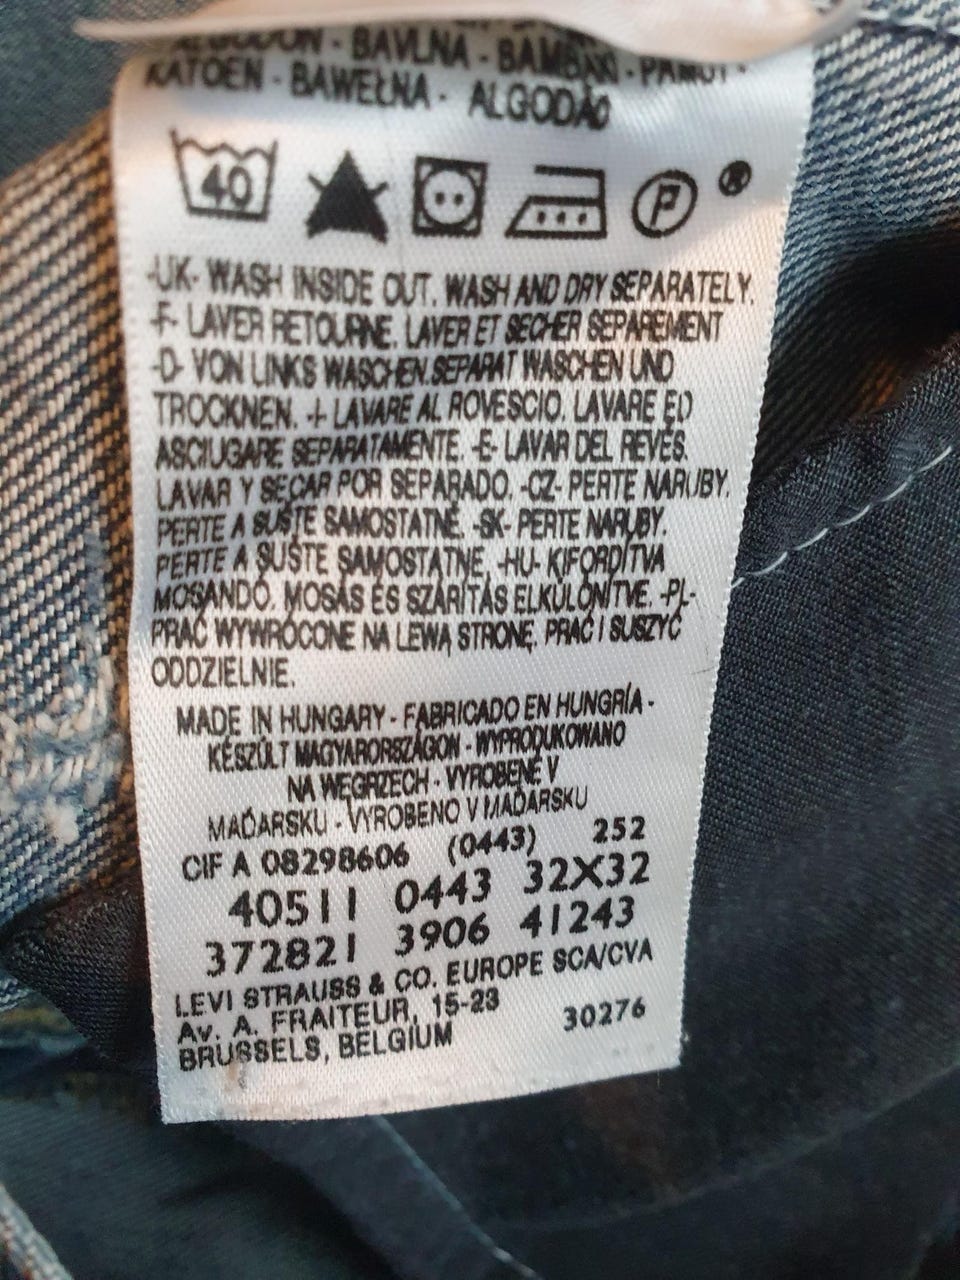 ALGODON - BAVLNA - BAMBAKI - PAMUT -
KATOEN - BAWEŁNA - ALGODÃO
40 P ®
-UK- WASH INSIDE OUT. WASH AND DRY SEPARATELY.
-F- LAVER RETOURNE. LAVER ET SECHER SEPAREMENT
-D- VON LINKS WASCHEN.SEPARAT WASCHEN UND
TROCKNEN. -I- LAVARE AL ROVESCIO. LAVARE ED
ASCIUGARE SEPARATAMENTE. -E- LAVAR DEL REVES.
LAVAR Y SECAR POR SEPARADO. -CZ- PERTE NARUBY.
PERTE A SUŠTE SAMOSTATNĚ. -SK- PERTE NARUBY.
PERTE A SUŠTE SAMOSTATNE. -HU- KIFORDÍTVA
MOSANDÓ. MOSÁS ÉS SZÁRÍTÁS ELKÜLÖNÍTVE. -PL-
PRAĆ WYWRÓCONE NA LEWĄ STRONĘ. PRAĆ I SUSZYĆ
ODDZIELNIE.
MADE IN HUNGARY - FABRICADO EN HUNGRÍA -
KÉSZÜLT MAGYARORSZÁGON - WYPRODUKOWANO
NA WĘGRZECH - VYROBENÉ V
MAĎARSKU - VYROBENO V MAĎARSKU
CIF A 08298606 (0443) 252
40511 0443 32X32
372821 3906 41243
LEVI STRAUSS & CO. EUROPE SCA/CVA
AV. A. FRAITEUR, 15-23 30276
BRUSSELS, BELGIUM